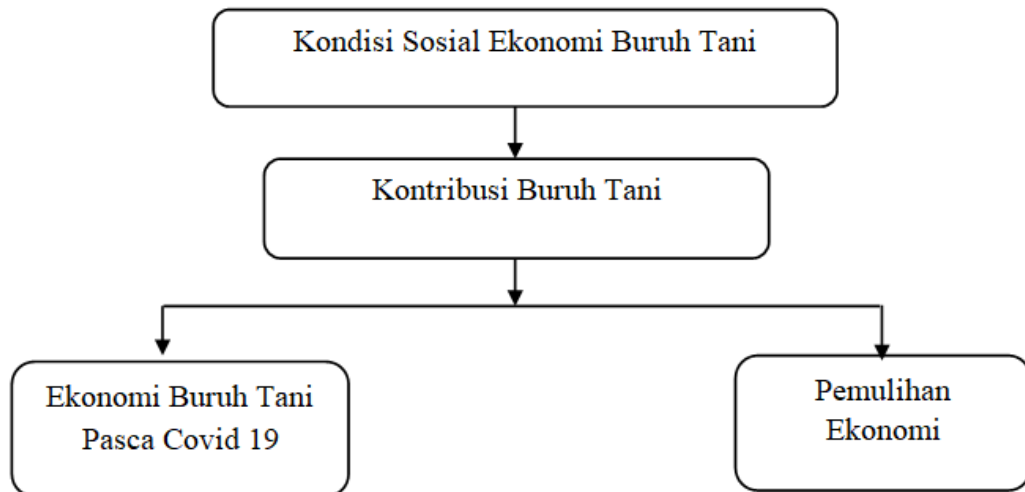 Kondisi Sosial Ekonomi Buruh Tani
Kontribusi Buruh Tani
Ekonomi Buruh Tani
Pasca Covid 19
Pemulihan
Ekonomi